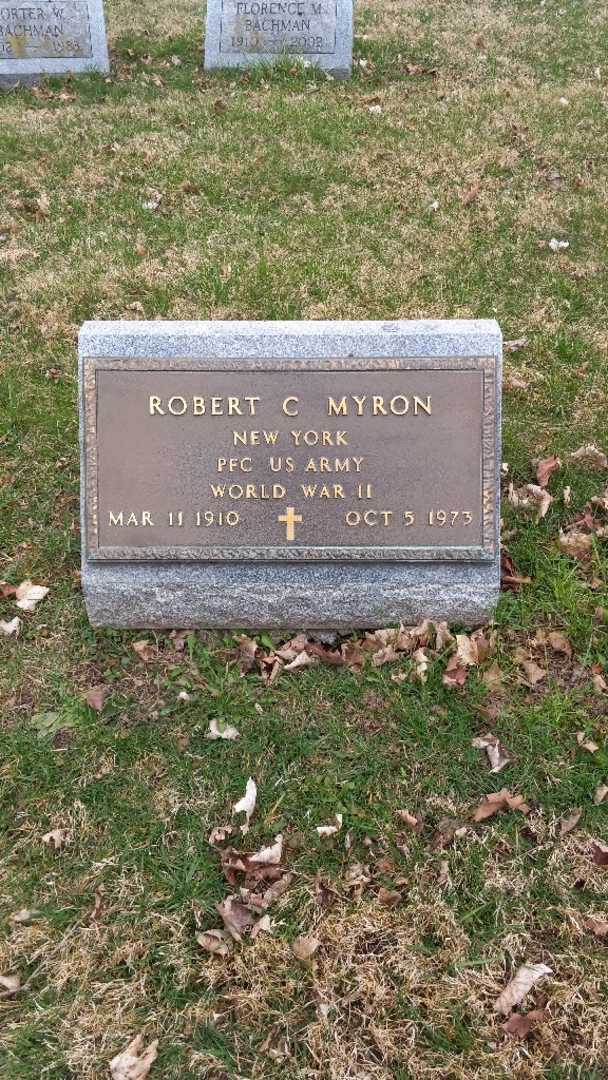 BACHMAN
FLORENCE M.
BACHMAN
2002
ROBERT C MYRON
NEW YORK
PFC US ARMY
WORLD WAR II
MAR 11 1910 OCT 5 1973